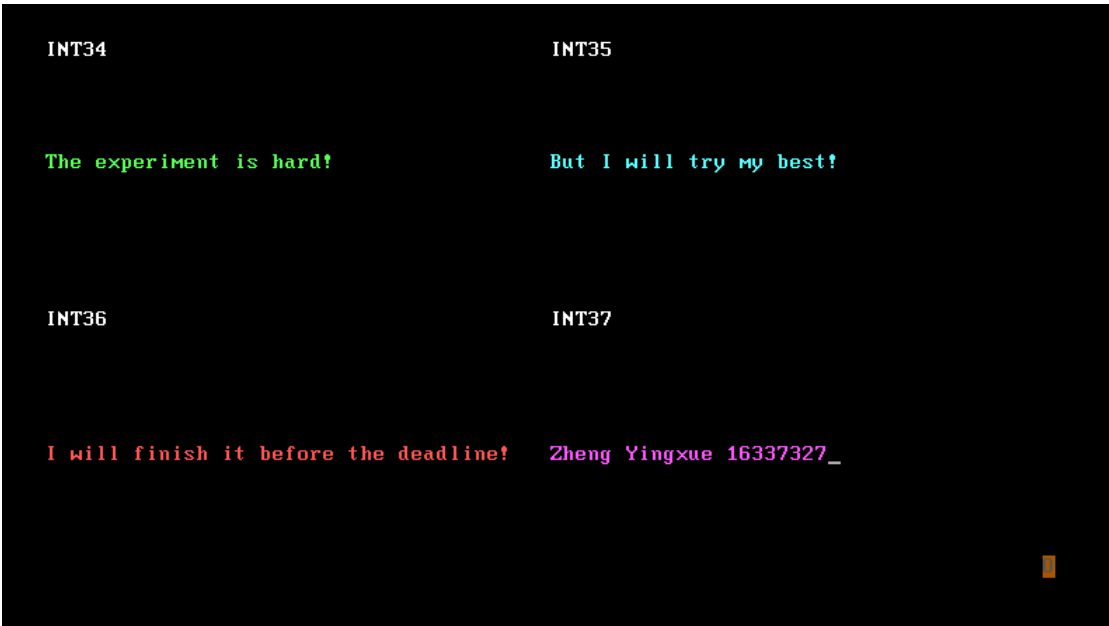 INT34
INT35
The experiment is hard!
But I will try my best!
INT36
INT37
I will finish it before the deadline!
Zheng Yingxue 16337327_